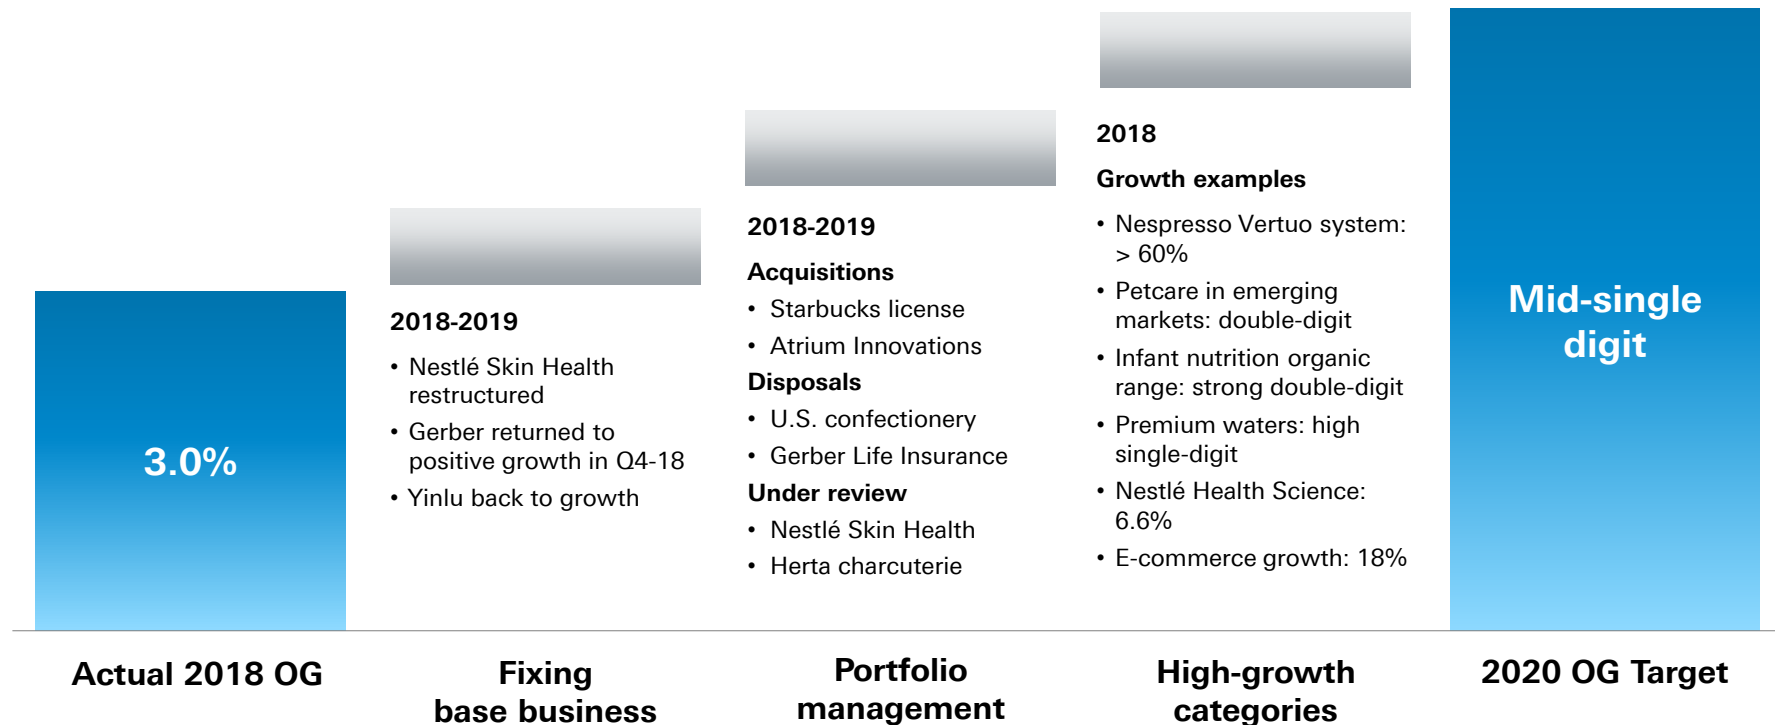 3.0%
Actual 2018 OG
2018-2019
• Nestlé Skin Health
restructured
• Gerber returned to
positive growth in Q4-18
• Yinlu back to growth
Fixing
base business
2018-2019
Acquisitions
• Starbucks license
• Atrium Innovations
Disposals
• U.S. confectionery
• Gerber Life Insurance
Under review
• Nestlé Skin Health
• Herta charcuterie
Portfolio
management
2018
Growth examples
• Nespresso Vertuo system:
> 60%
• Petcare in emerging
markets: double-digit
• Infant nutrition organic
range: strong double-digit
• Premium waters: high
single-digit
• Nestlé Health Science:
6.6%
• E-commerce growth: 18%
High-growth
categories
Mid-single
digit
2020 OG Target